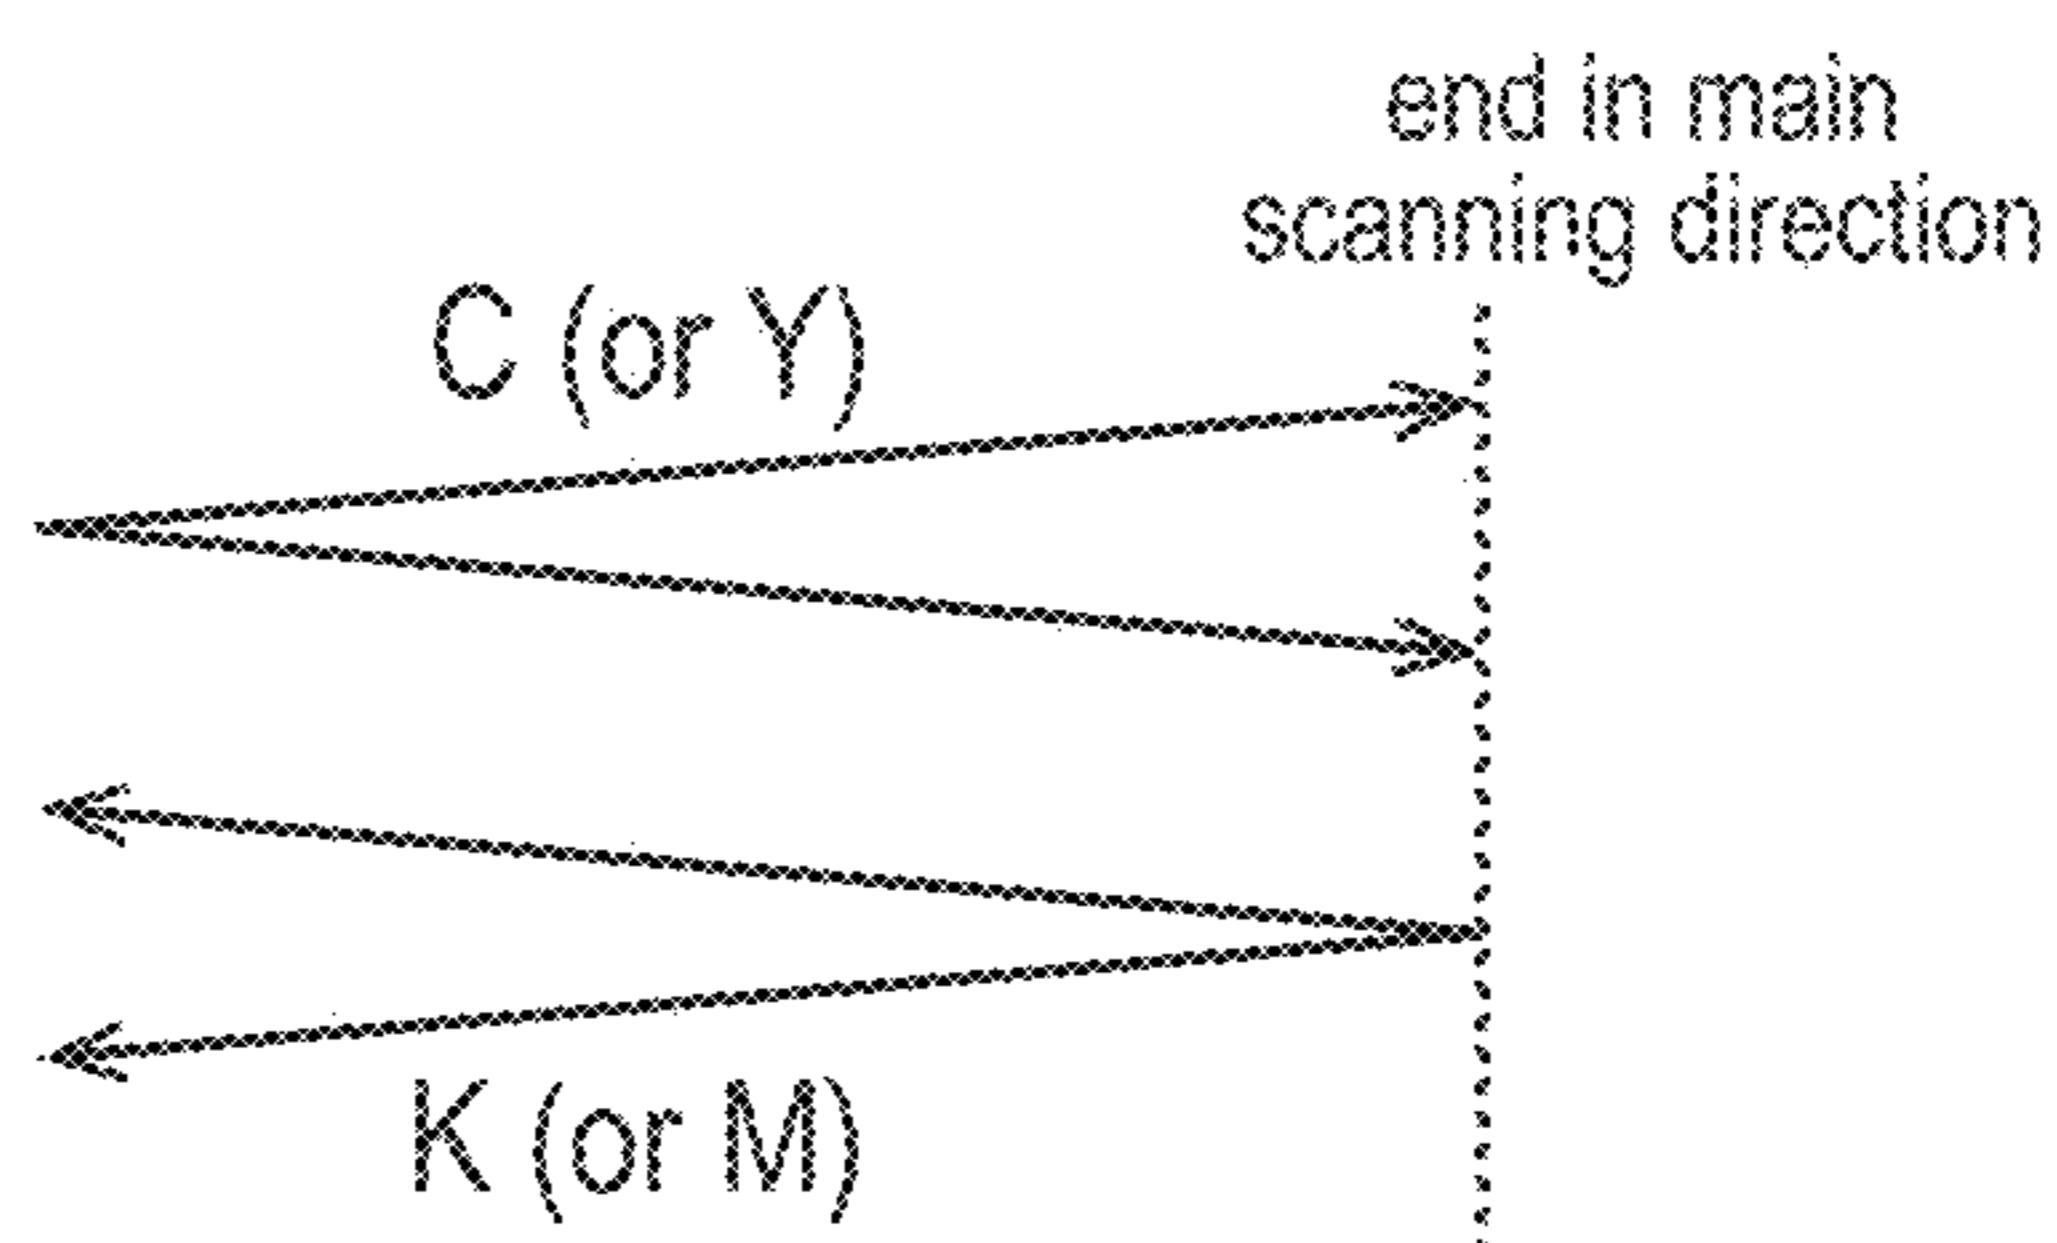 end in main
scanning direction
C (or Y)
K (or M)